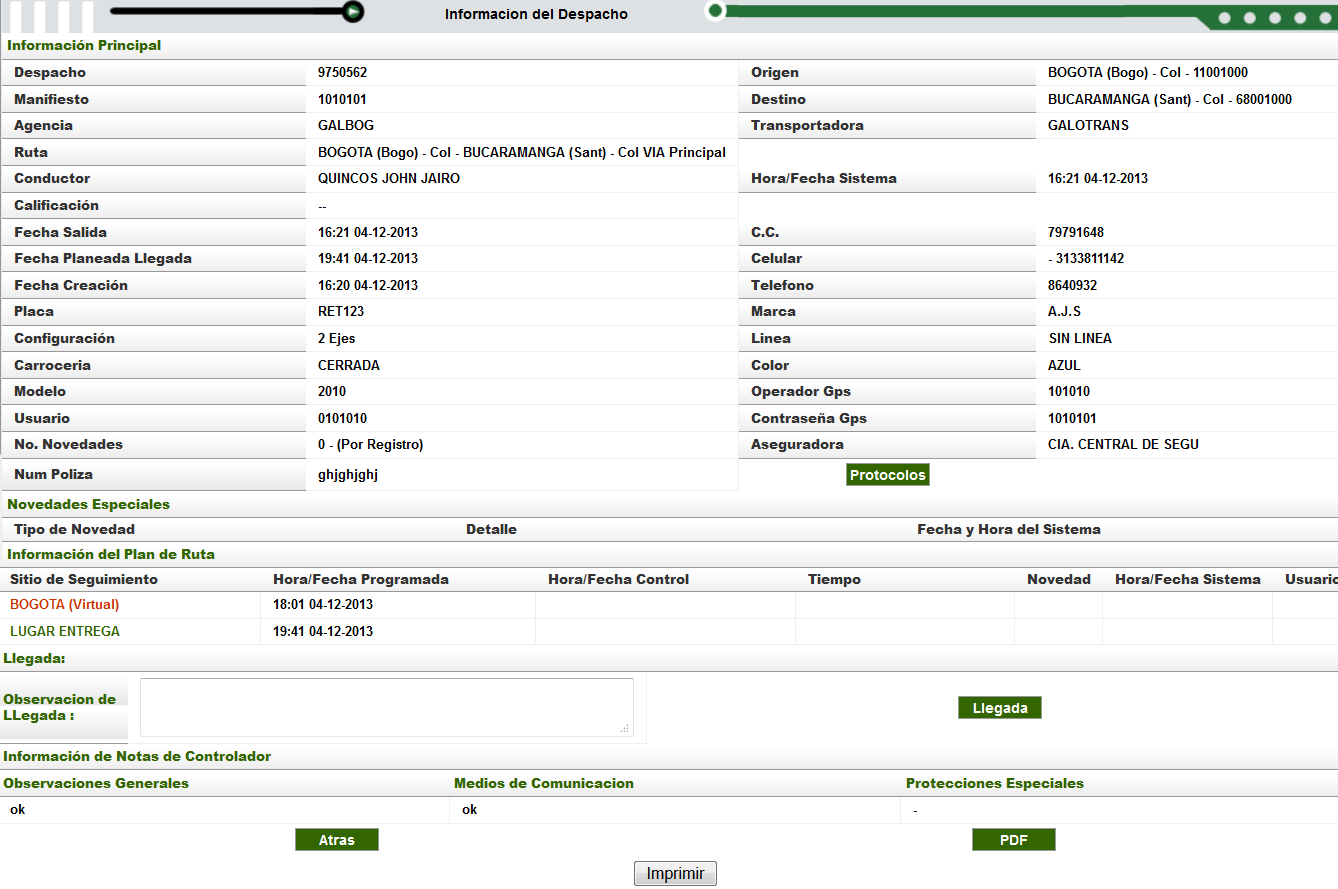 Informacion del Despacho
Información Principal
Despacho 9750562 Origen BOGOTA (Bogo) - Col - 11001000
Manifiesto 1010101 Destino BUCARAMANGA (Sant) - Col - 68001000
Agencia GALBOG Transportadora GALOTRANS
Ruta BOGOTA (Bogo) - Col - BUCARAMANGA (Sant) - Col VIA Principal
Conductor QUINCOS JOHN JAIRO Hora/Fecha Sistema 16:21 04-12-2013
Calificación --
Fecha Salida 16:21 04-12-2013 C.C. 79791648
Fecha Planeada Llegada 19:41 04-12-2013 Celular - 3133811142
Fecha Creación 16:20 04-12-2013 Telefono 8640932
Placa RET123 Marca A.J.S
Configuración 2 Ejes Linea SIN LINEA
Carroceria CERRADA Color AZUL
Modelo 2010 Operador Gps 101010
Usuario 0101010 Contraseña Gps 1010101
No. Novedades 0 - (Por Registro) Aseguradora CIA. CENTRAL DE SEGU
Num Poliza ghjghjghj Protocolos
Novedades Especiales
Tipo de Novedad Detalle Fecha y Hora del Sistema
Información del Plan de Ruta
Sitio de Seguimiento Hora/Fecha Programada Hora/Fecha Control Tiempo Novedad Hora/Fecha Sistema Usuario
BOGOTA (Virtual) 18:01 04-12-2013
LUGAR ENTREGA 19:41 04-12-2013
Llegada:
Observacion de
LLegada : Llegada
Información de Notas de Controlador
Observaciones Generales Medios de Comunicacion Protecciones Especiales
ok ok -
Atras PDF
Imprimir